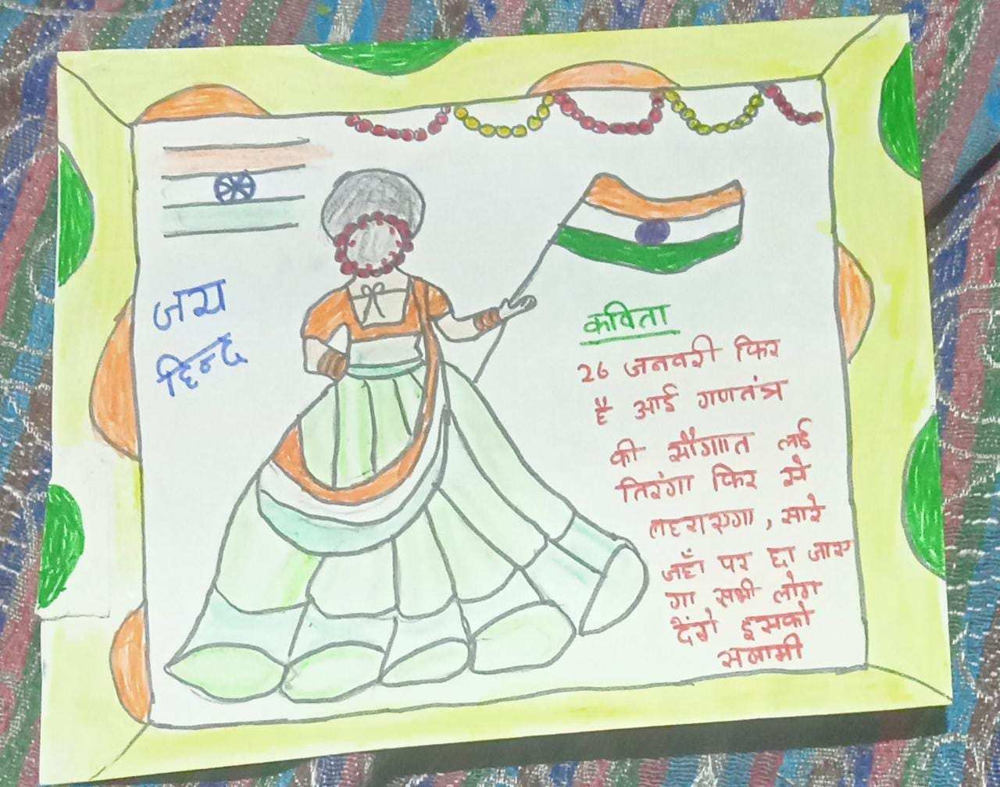 जय
हिन्द
कविता
26 जनवरी फिर
है आई गणतंत्र
की सौगात लाई
तिरंगा फिर से
लहराएगा, सारे
जहाँ पर छा जाए
गा सभी लोग
देंगे इसको
सलामी